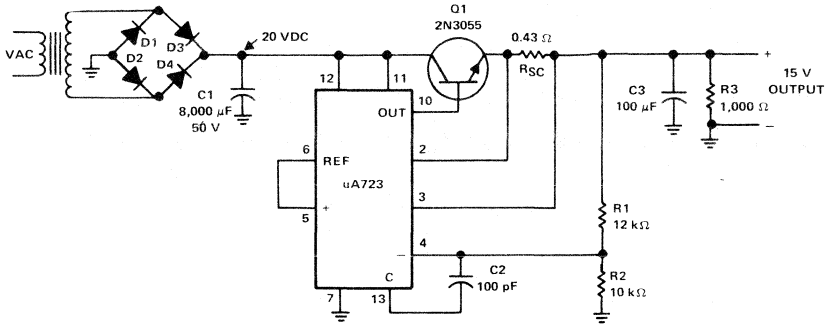 Q1
2N3055
20 VDC
0.43 Ω
RSC
VAC
D1
D3
D2
D4
12
11
+
C1
8,000 µF
50 V
10
OUT
C3
100 µF
R3
1,000 Ω
15 V
OUTPUT
−
6
REF
2
uA723
5
+
3
R1
12 kΩ
4
−
C
C2
100 pF
R2
10 kΩ
7
13